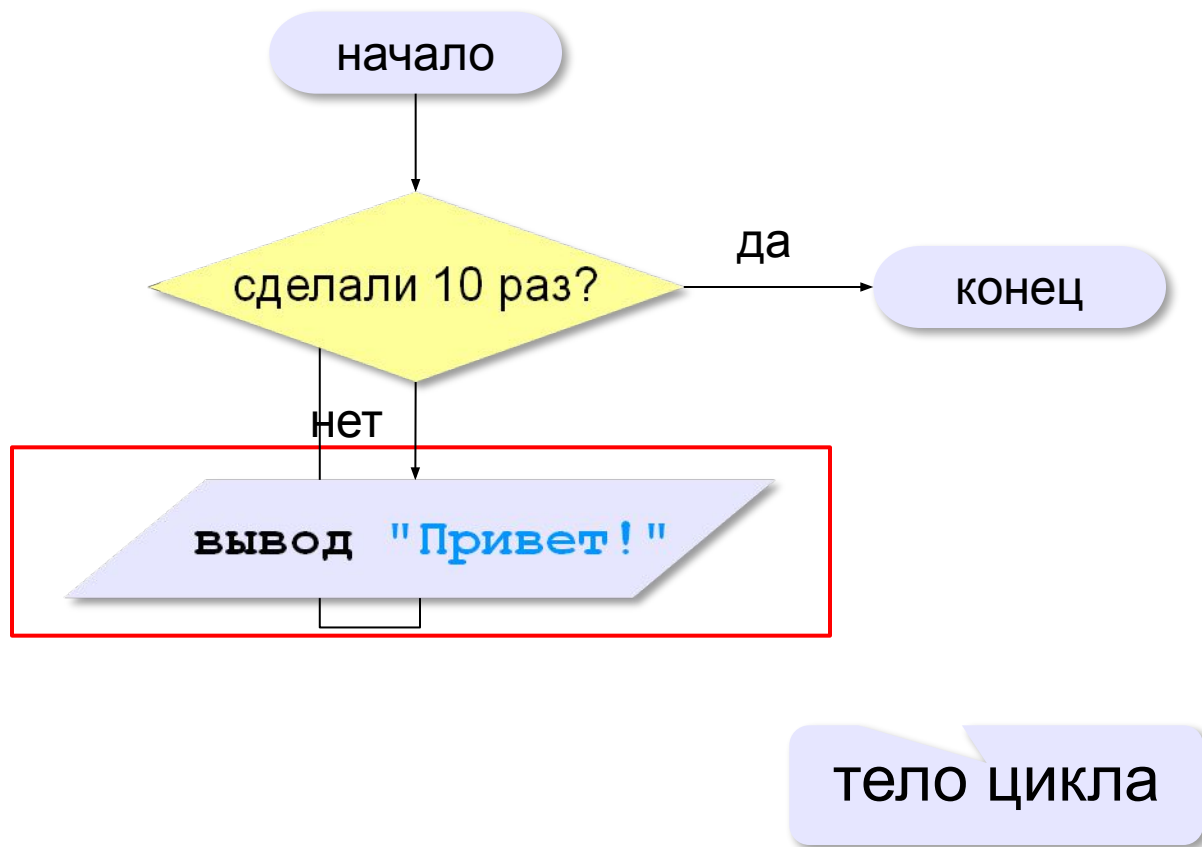 начало
сделали 10 раз?
да
конец
нет
вывод "Привет!"
тело цикла